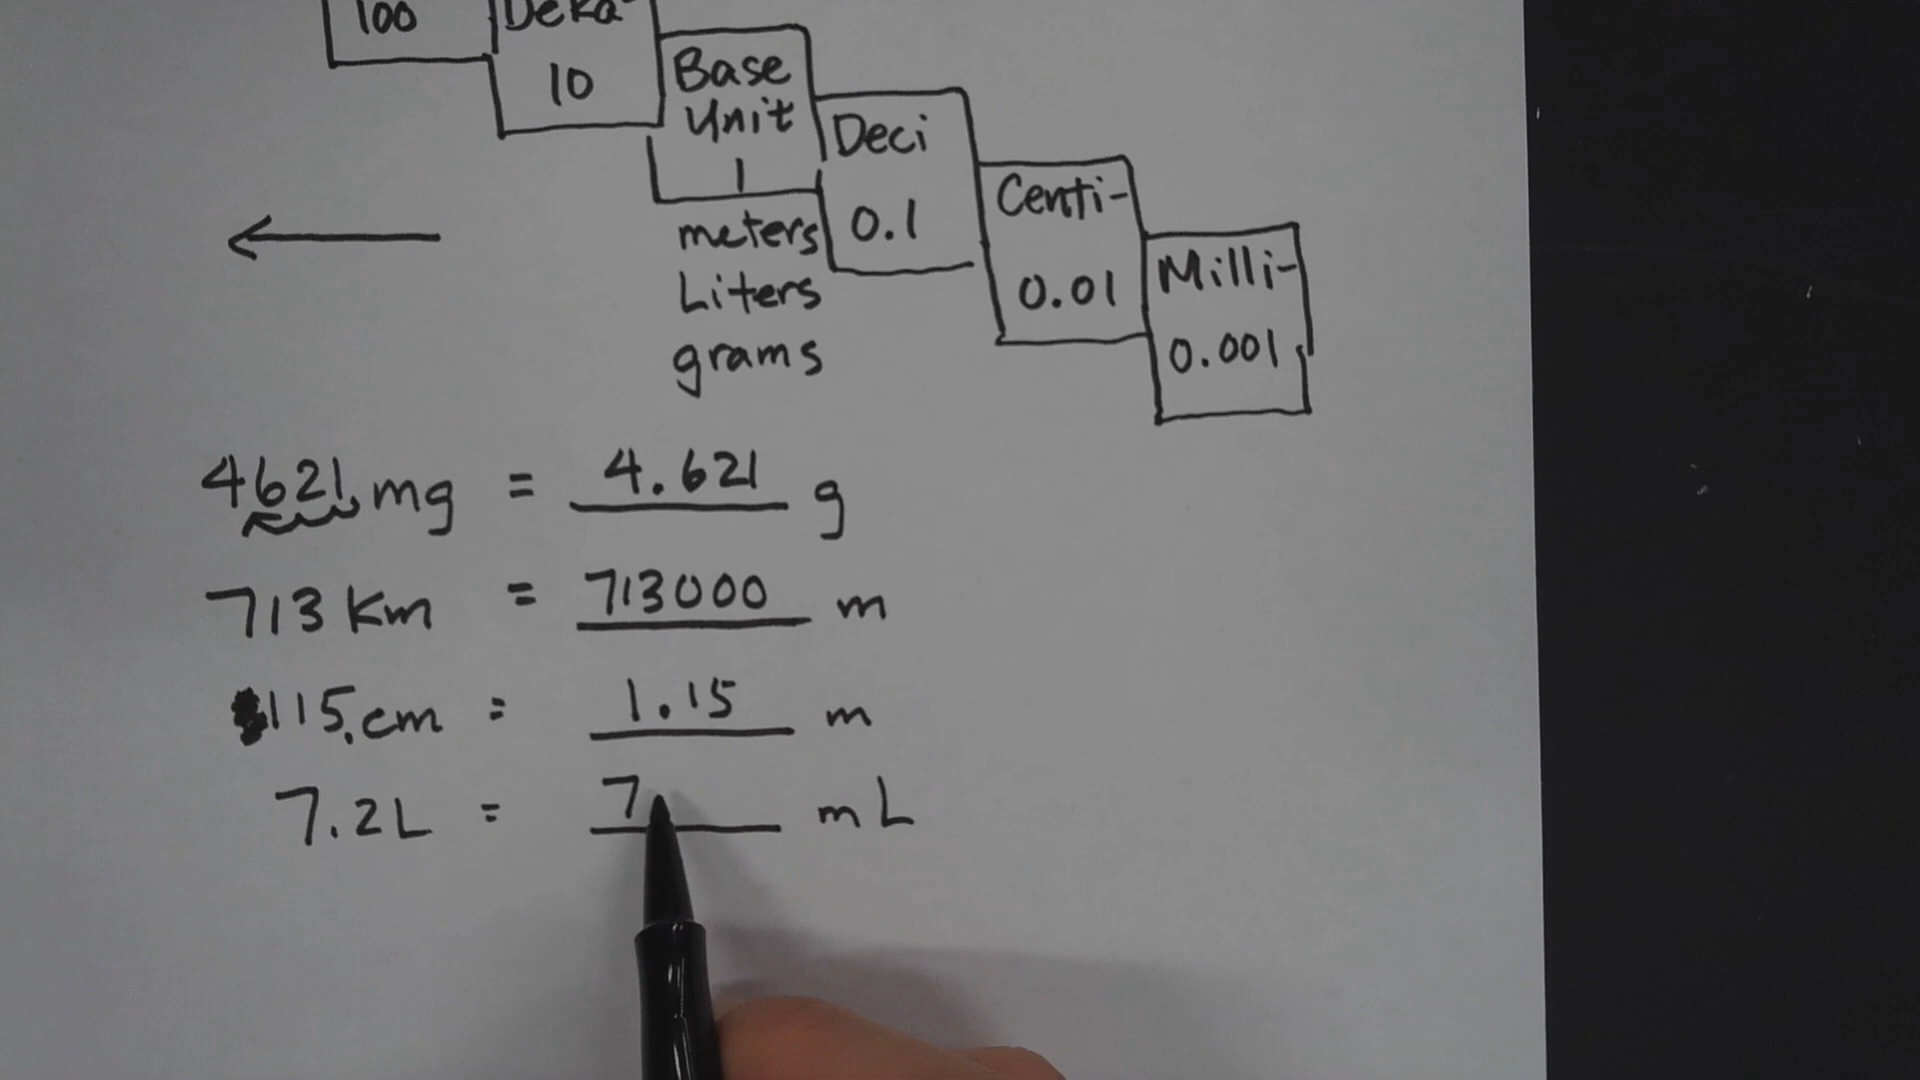 100
Deka
10
Base
Unit
1
meters
Liters
grams
Deci
0.1
Centi-
0.01
Milli-
0.001
4621. mg = 4.621 g
713 Km = 713000 m
115. cm = 1.15 m
7.2L = 7 mL